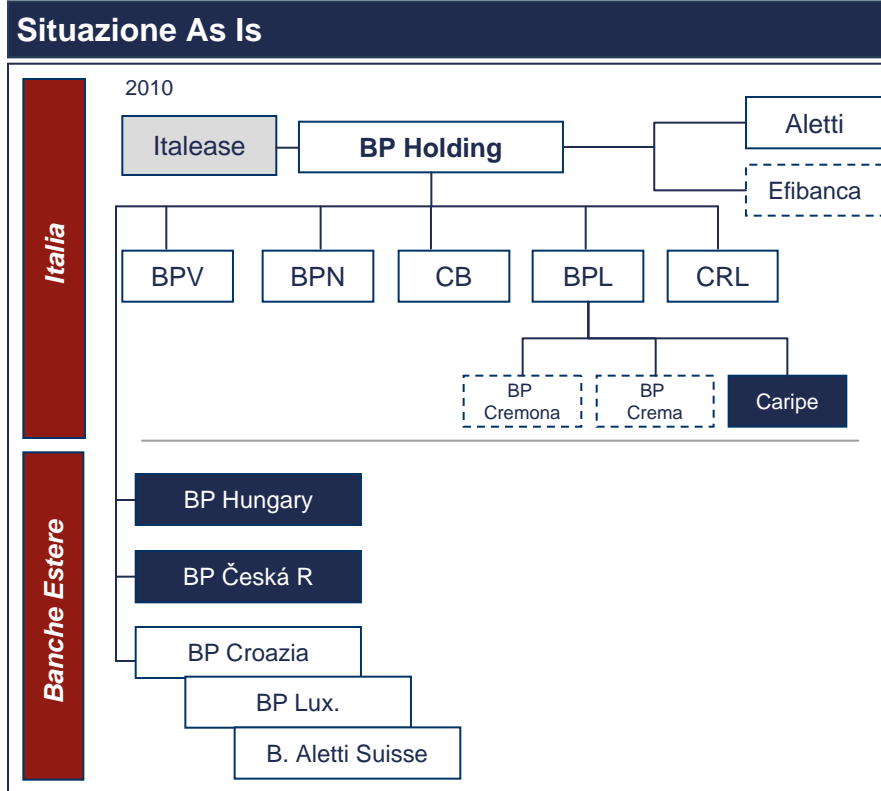 Situazione As Is
Italia
2010
Italease
BP Holding
Aletti
Efibanca
BPV
BPN
CB
BPL
CRL
BP
Cremona
BP
Crema
Caripe
Banche Estere
BP Hungary
BP Česká R
BP Croazia
BP Lux.
B. Aletti Suisse